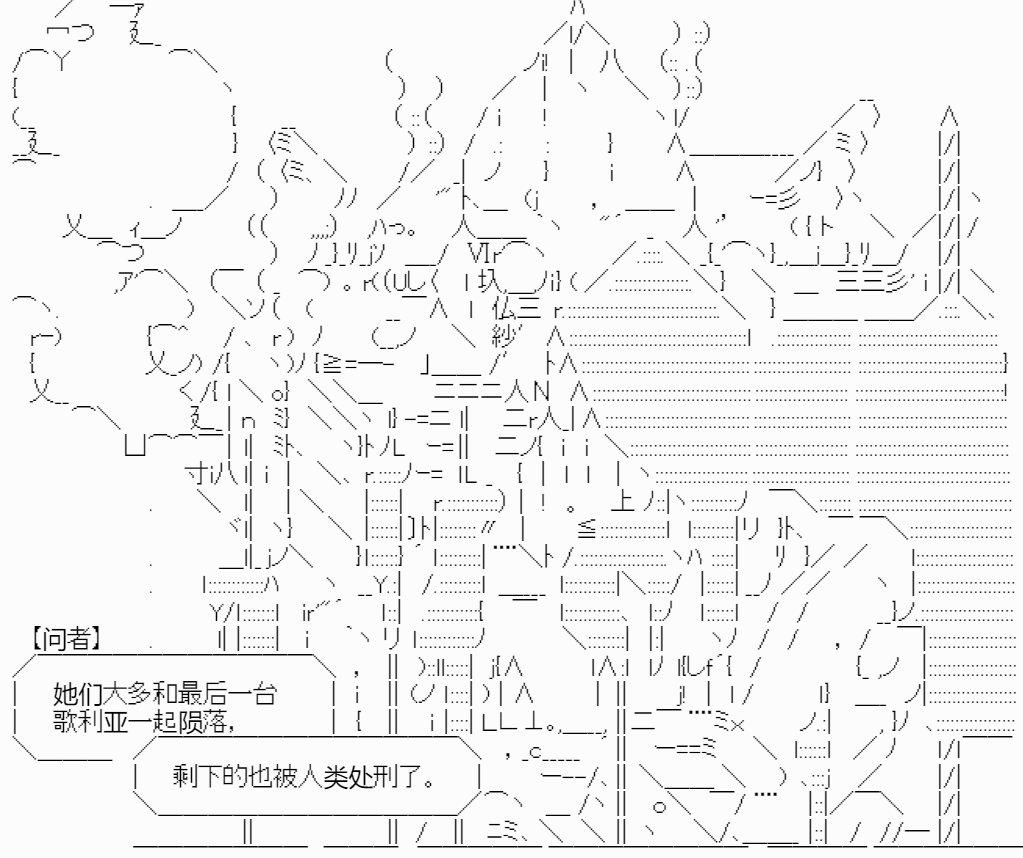 【问者】
她们大多和最后一台
歌利亚一起陨落，
剩下的也被人类处刑了。